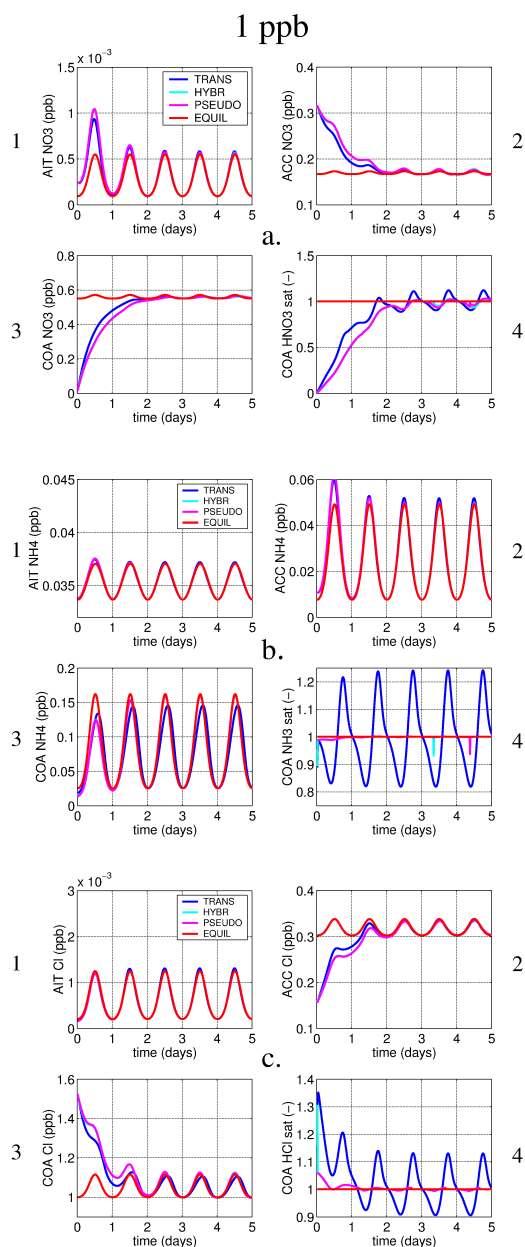 1 ppb
x 10⁻³
1.5
1
0.5
0
AIT NO3 (ppb)
TRANS
HYBR
PSEUDO
EQUIL
0 1 2 3 4 5
time (days)
1
0.4
0.3
0.2
0.1
ACC NO3 (ppb)
0 1 2 3 4 5
time (days)
2
a.
0.8
0.6
0.4
0.2
0
COA NO3 (ppb)
0 1 2 3 4 5
time (days)
3
1.5
1
0.5
0
COA HNO3 sat (−)
0 1 2 3 4 5
time (days)
4
0.045
0.04
0.035
AIT NH4 (ppb)
TRANS
HYBR
PSEUDO
EQUIL
0 1 2 3 4 5
time (days)
1
0.06
0.04
0.02
0
ACC NH4 (ppb)
0 1 2 3 4 5
time (days)
2
b.
0.2
0.15
0.1
0.05
0
COA NH4 (ppb)
0 1 2 3 4 5
time (days)
3
1.2
1.1
1
0.9
0.8
COA NH3 sat (−)
0 1 2 3 4 5
time (days)
4
x 10⁻³
3
2
1
0
AIT Cl (ppb)
TRANS
HYBR
PSEUDO
EQUIL
0 1 2 3 4 5
time (days)
1
0.4
0.3
0.2
0.1
ACC Cl (ppb)
0 1 2 3 4 5
time (days)
2
c.
1.6
1.4
1.2
1
COA Cl (ppb)
0 1 2 3 4 5
time (days)
3
1.4
1.3
1.2
1.1
1
0.9
COA HCl sat (−)
0 1 2 3 4 5
time (days)
4